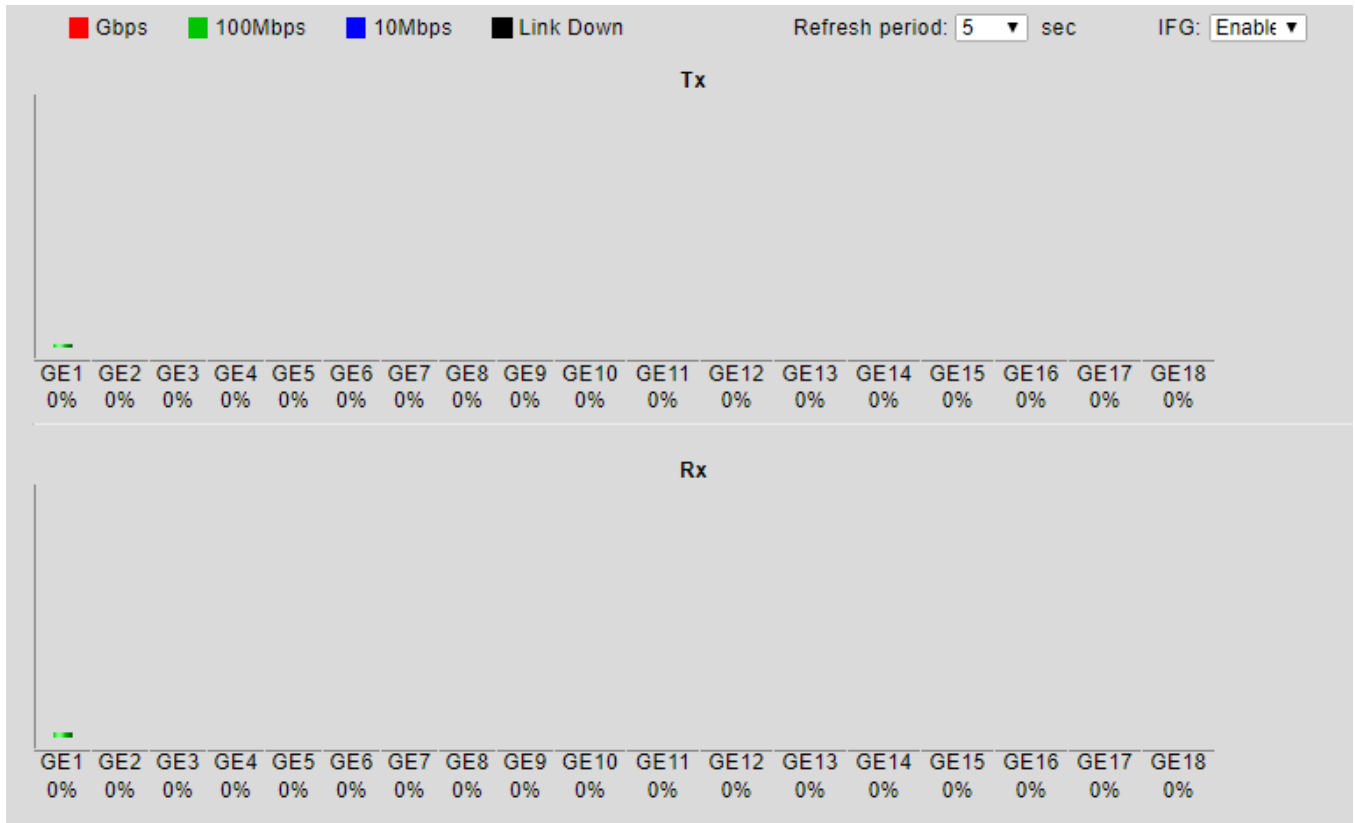 Gbps 100Mbps 10Mbps Link Down Refresh period: 5 ▼ sec IFG: Enable ▼
Tx
GE1 GE2 GE3 GE4 GE5 GE6 GE7 GE8 GE9 GE10 GE11 GE12 GE13 GE14 GE15 GE16 GE17 GE18
0% 0% 0% 0% 0% 0% 0% 0% 0% 0% 0% 0% 0% 0% 0% 0% 0% 0%
Rx
GE1 GE2 GE3 GE4 GE5 GE6 GE7 GE8 GE9 GE10 GE11 GE12 GE13 GE14 GE15 GE16 GE17 GE18
0% 0% 0% 0% 0% 0% 0% 0% 0% 0% 0% 0% 0% 0% 0% 0% 0% 0%